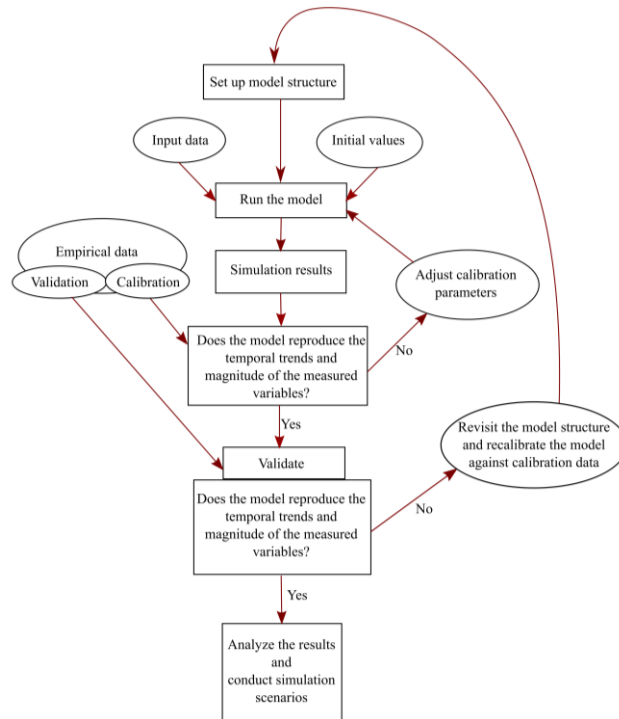 Set up model structure
Input data
Initial values
Run the model
Empirical data
Validation
Calibration
Simulation results
Adjust calibration
parameters
Does the model reproduce the
temporal trends and
magnitude of the measured
variables?
No
Yes
Revisit the model structure
and recalibrate the model
against calibration data
Validate
Does the model reproduce the
temporal trends and
magnitude of the measured
variables?
No
Yes
Analyze the results
and
conduct simulation
scenarios